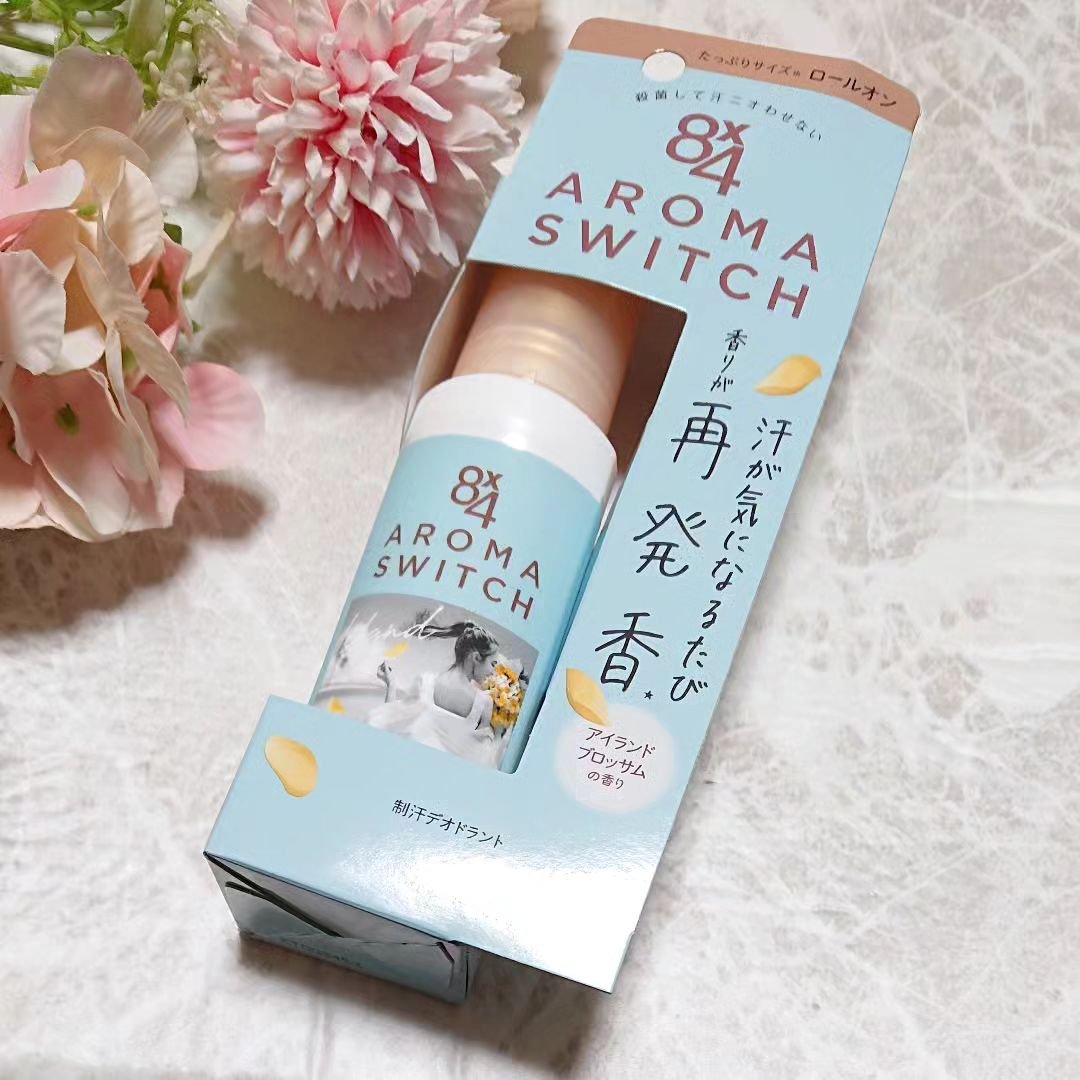 たっぷりサイズ ロールオン
殺菌して汗ニオわせない
8x4
AROMA
SWITCH
汗が気になるたび
香りが再発香*
アイランド
ブロッサム
の香り
8x4
AROMA
SWITCH
制汗デオドラント